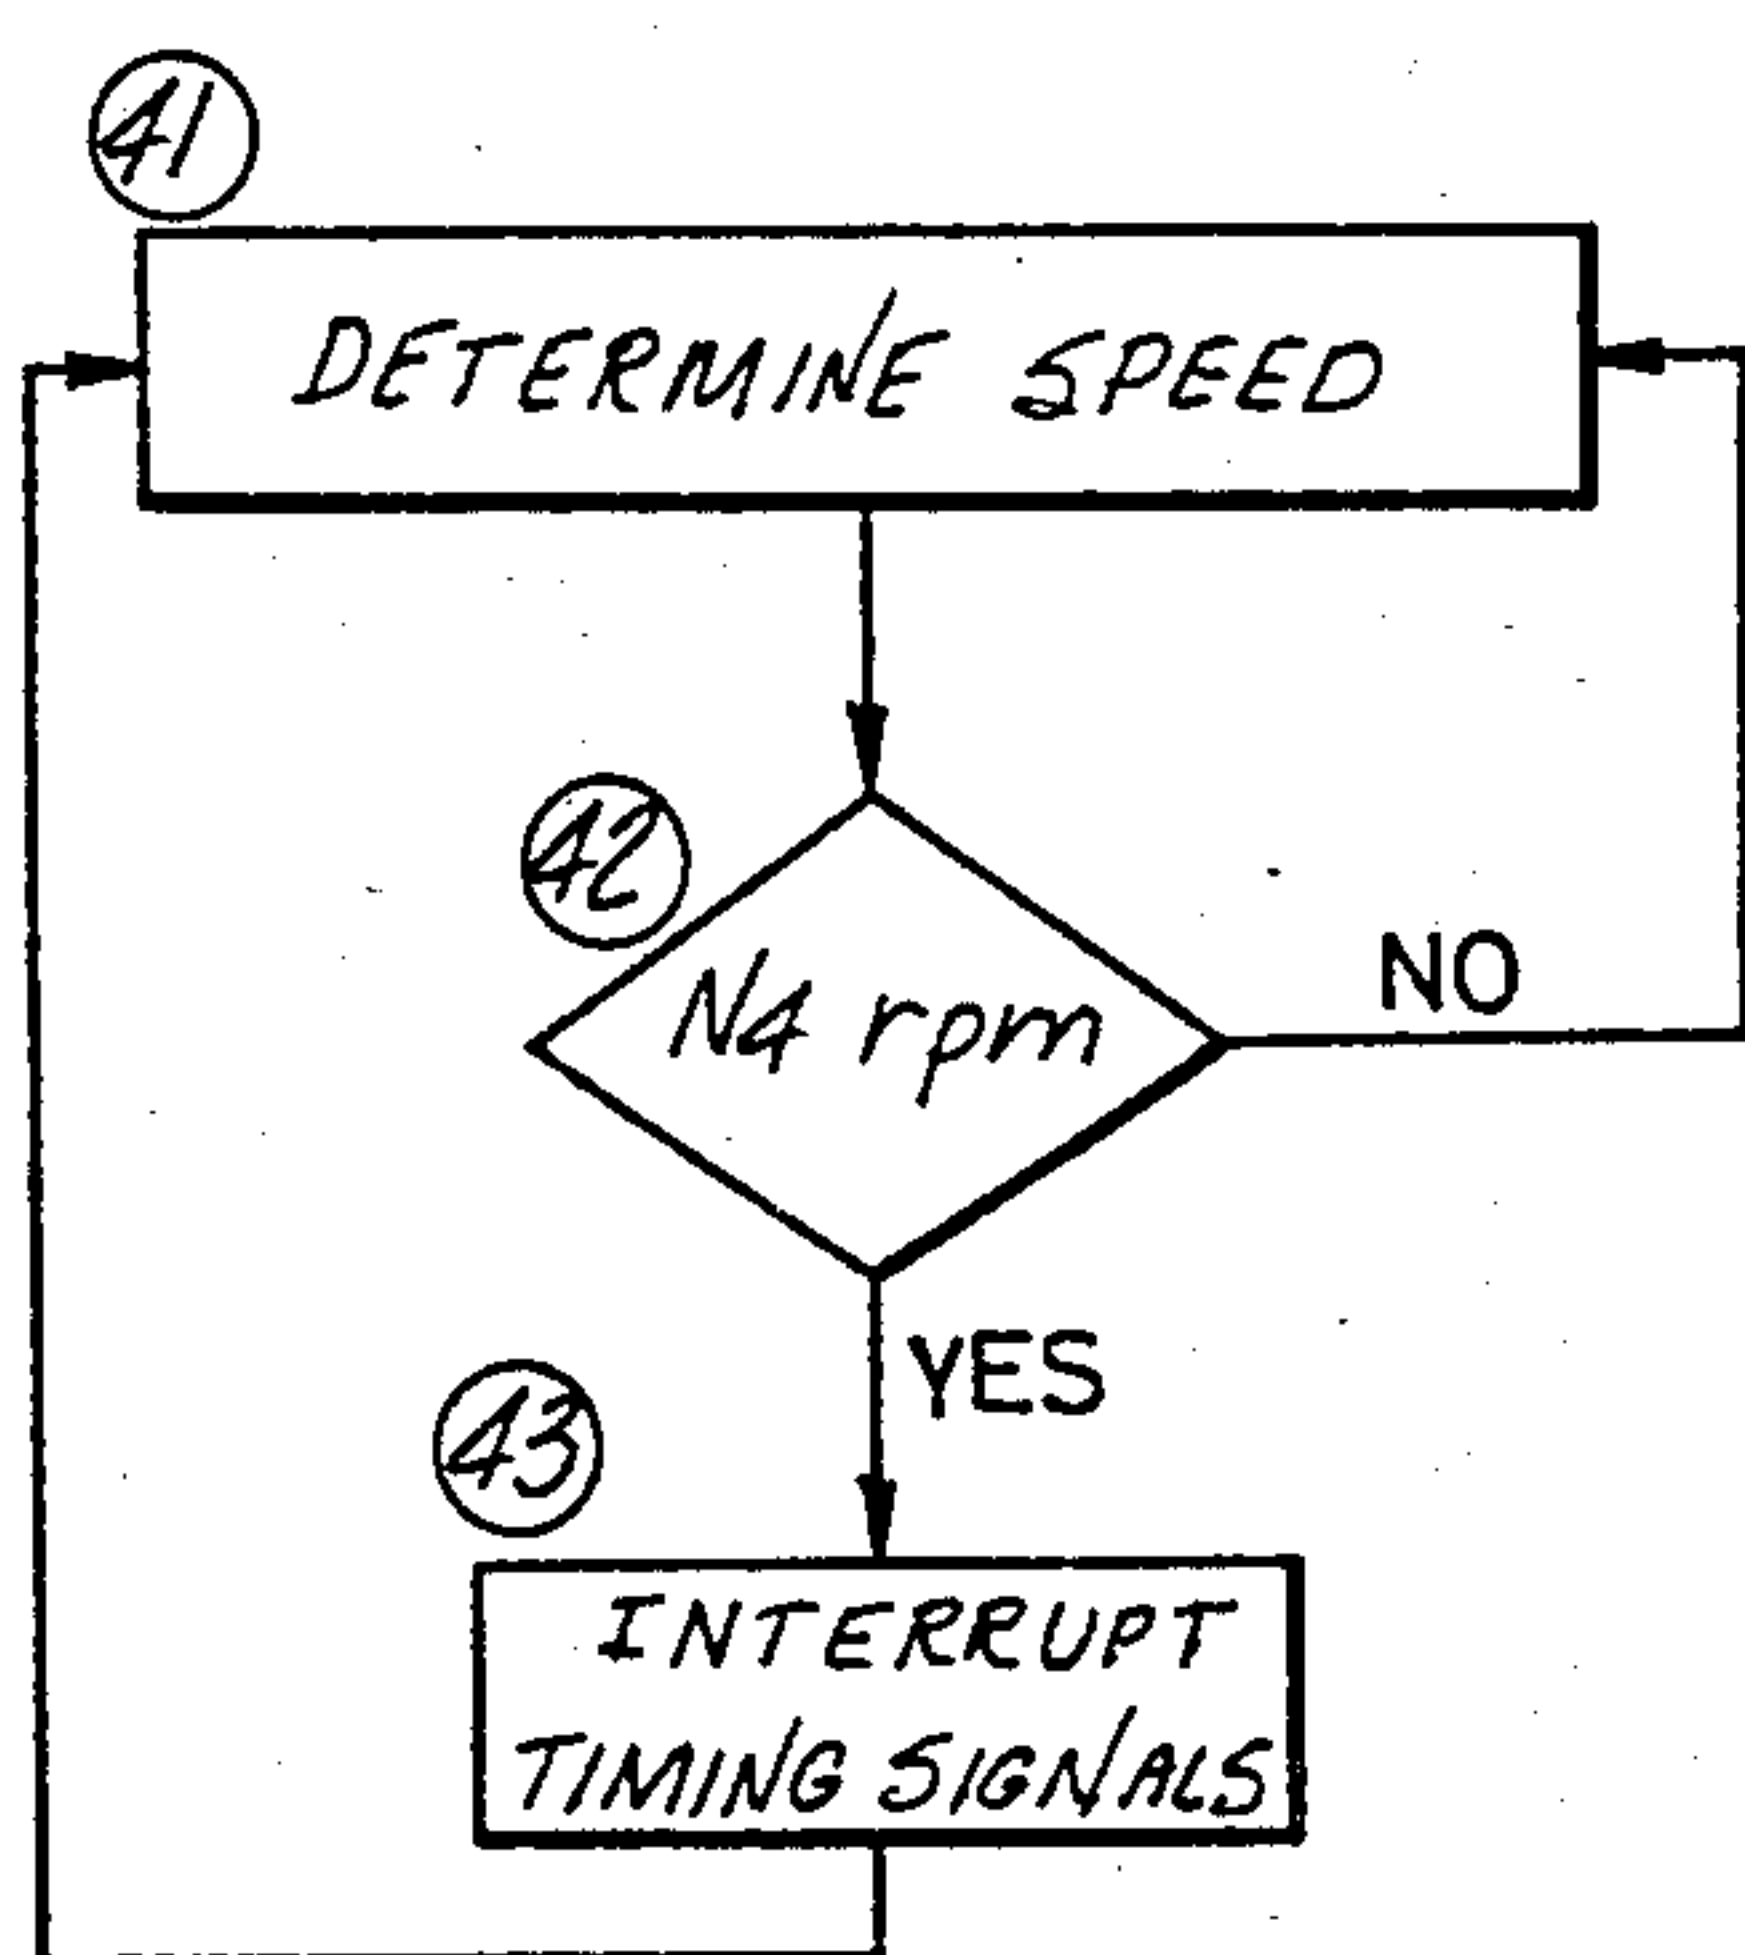 41
DETERMINE SPEED
42
N4 rpm
NO
YES
43
INTERRUPT
TIMING SIGNALS